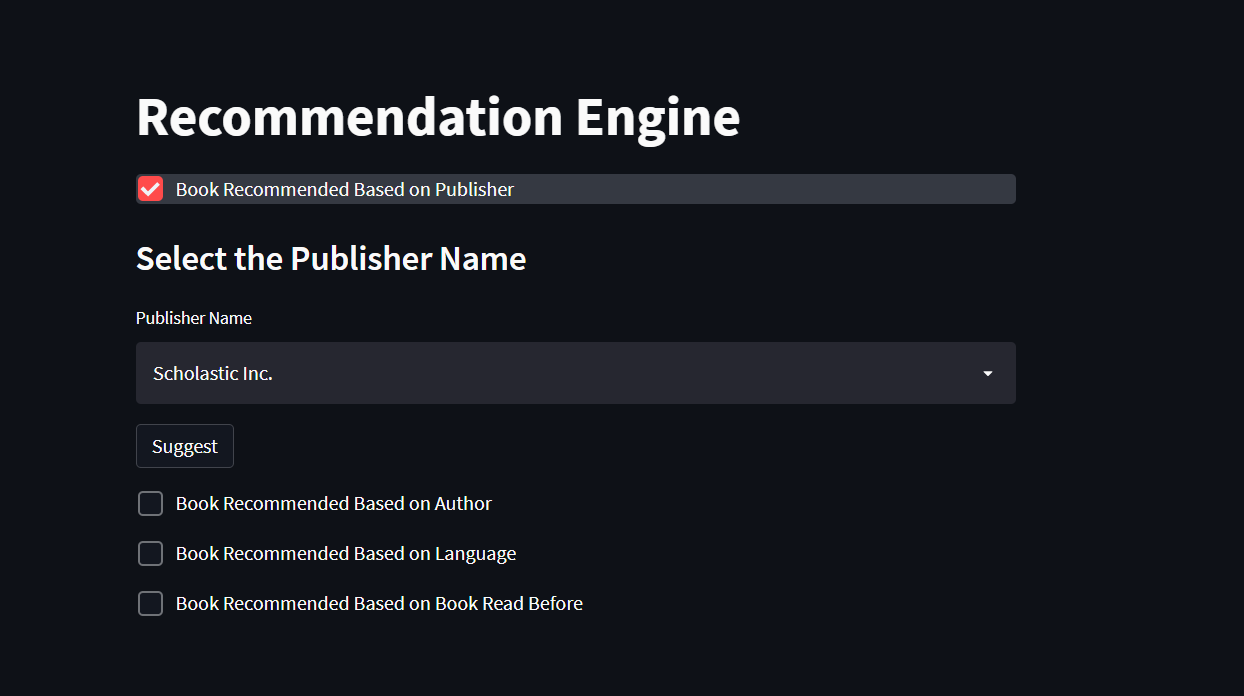 Recommendation Engine
Book Recommended Based on Publisher
Select the Publisher Name
Publisher Name
Scholastic Inc.
Suggest
Book Recommended Based on Author
Book Recommended Based on Language
Book Recommended Based on Book Read Before